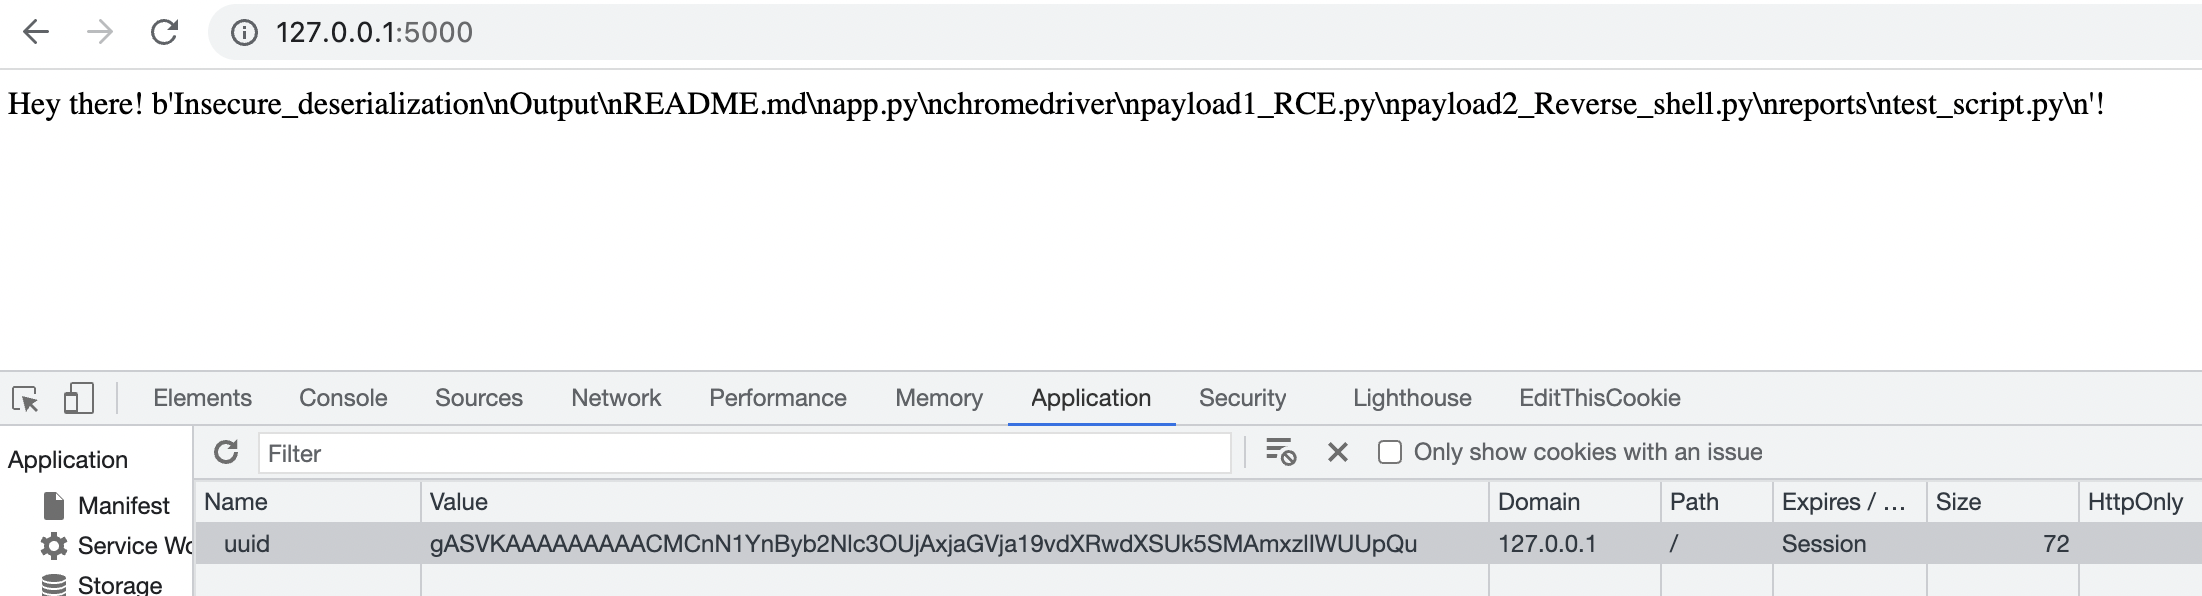 127.0.0.1:5000
Hey there! b'Insecure_deserialization\nOutput\nREADME.md\napp.py\nchromedriver\npayload1_RCE.py\npayload2_Reverse_shell.py\nreports\ntest_script.py\n'!
Elements Console Sources Network Performance Memory Application Security Lighthouse EditThisCookie
Application
Filter
Only show cookies with an issue
Manifest
Service Wo
Storage
Name Value Domain Path Expires / ... Size HttpOnly
uuid gASVKAAAAAAAAACMCnN1YnByb2Nlc3OUjAxjaGVja19vdXRwdXSUk5SMAmxzlIWUUpQu 127.0.0.1 / Session 72